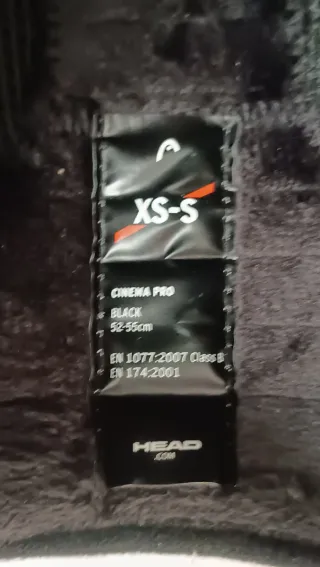 XS-S
CINEMA PRO
BLACK
52-55cm
EN 1077:2007 Class B
EN 174:2001
HEAD
.COM